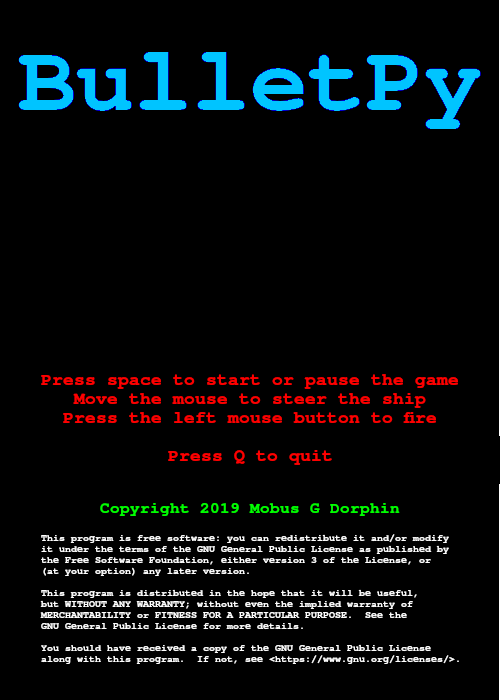 BulletPy
Press space to start or pause the game
Move the mouse to steer the ship
Press the left mouse button to fire
Press Q to quit
Copyright 2019 Mobus G Dorphin
This program is free software: you can redistribute it and/or modify
it under the terms of the GNU General Public License as published by
the Free Software Foundation, either version 3 of the License, or
(at your option) any later version.
This program is distributed in the hope that it will be useful,
but WITHOUT ANY WARRANTY; without even the implied warranty of
MERCHANTABILITY or FITNESS FOR A PARTICULAR PURPOSE.  See the
GNU General Public License for more details.
You should have received a copy of the GNU General Public License
along with this program.  If not, see <https://www.gnu.org/licenses/>.